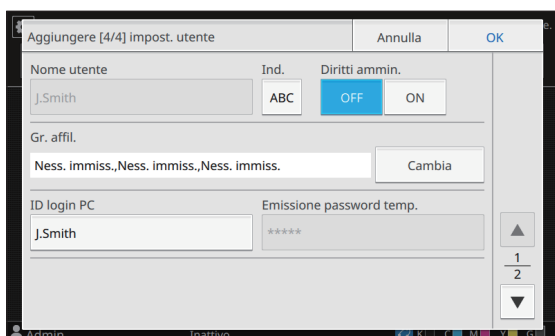 Aggiungere [4/4] impost. utente
Annulla
OK
e.
Nome utente
Ind.
Diritti ammin.
J.Smith
ABC
OFF
ON
Gr. affil.
Ness. immiss.,Ness. immiss.,Ness. immiss.
Cambia
ID login PC
Emissione password temp.
J.Smith
*****
1
2
Admin
Inattivo
K
C
M
Y
G